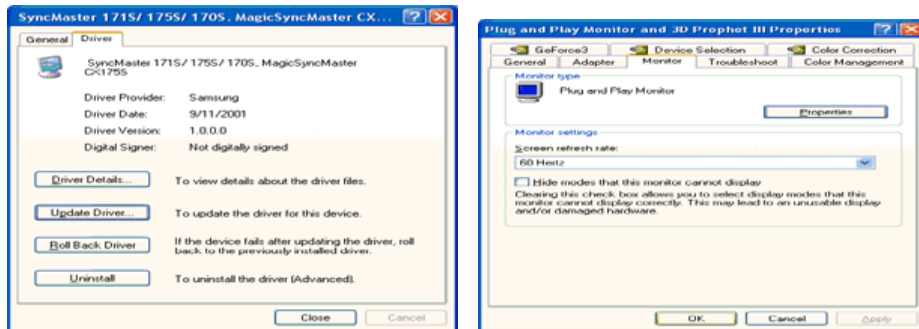 SyncMaster 171S/ 175S/ 170S, MagicSyncMaster CX...
General Driver
SyncMaster 171S/ 175S/ 170S, MagicSyncMaster
CX175S
Driver Provider: Samsung
Driver Date: 9/11/2001
Driver Version: 1.0.0.0
Digital Signer: Not digitally signed
Driver Details... To view details about the driver files.
Update Driver... To update the driver for this device.
Roll Back Driver If the device fails after updating the driver, roll
back to the previously installed driver.
Uninstall To uninstall the driver (Advanced).
Close Cancel
Plug and Play Monitor and 3D Prophet III Properties
GeForce3 Device Selection Color Correction
General Adapter Monitor Troubleshoot Color Management
Monitor type
Plug and Play Monitor
Properties
Monitor settings
Screen refresh rate:
60 Hertz
Hide modes that this monitor cannot display
Clearing this check box allows you to select display modes that this
monitor cannot display correctly. This may lead to an unusable display
and/or damaged hardware.
OK Cancel Apply